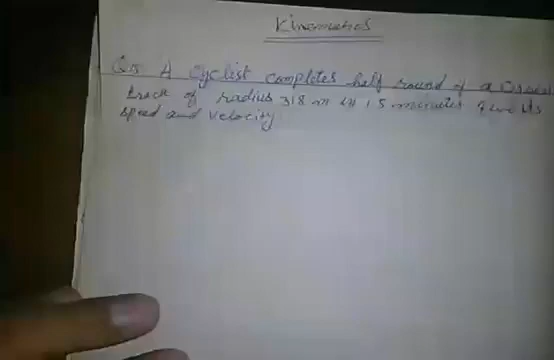 Kinematics
Q.5 A Cyclist completes half round of a
track of radius 318 m in 1.5 minutes give its
speed and velocity